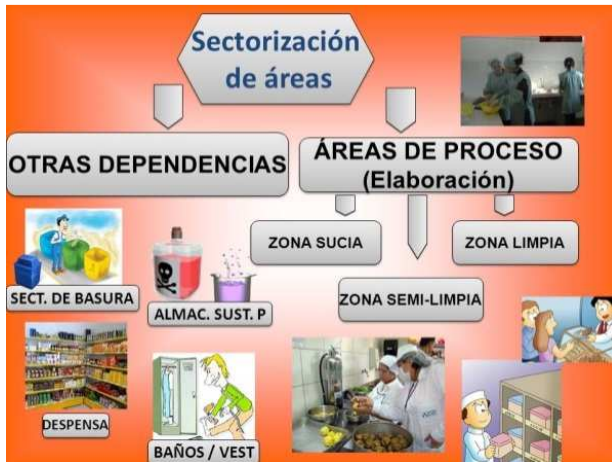 Sectorización
de áreas
OTRAS DEPENDENCIAS
ÁREAS DE PROCESO
(Elaboración)
ZONA SUCIA
ZONA LIMPIA
ZONA SEMI-LIMPIA
SECT. DE BASURA
ALMAC. SUST. P
DESPENSA
BAÑOS / VEST